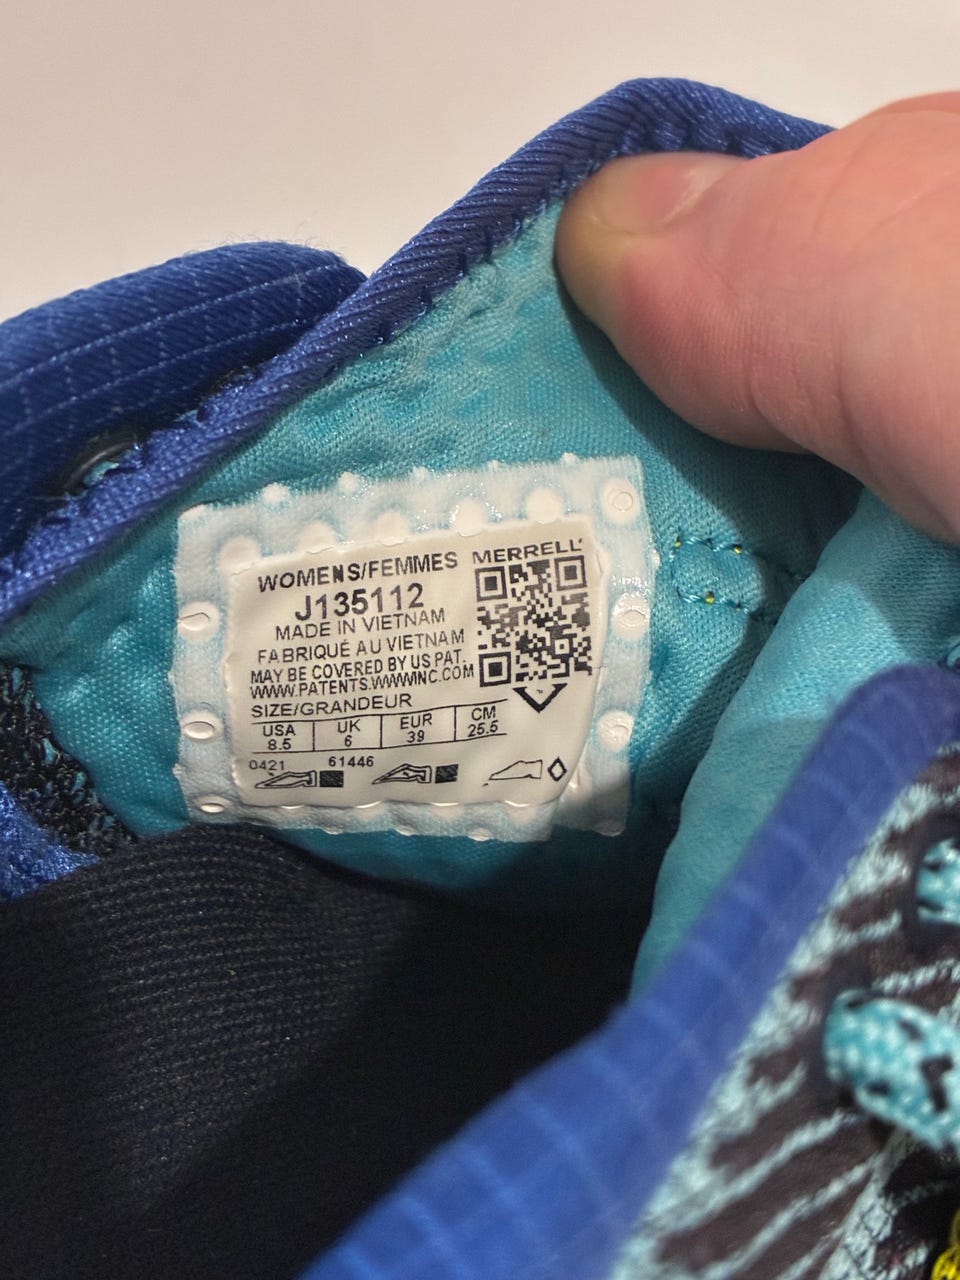 WOMENS/FEMMES
MERRELL
J135112
MADE IN VIETNAM
FABRIQUÉ AU VIETNAM
MAY BE COVERED BY US PAT.
WWW.PATENTS.WWWINC.COM
SIZE/GRANDEUR
USA UK EUR CM
8.5 6 39 25.5
0421 61446